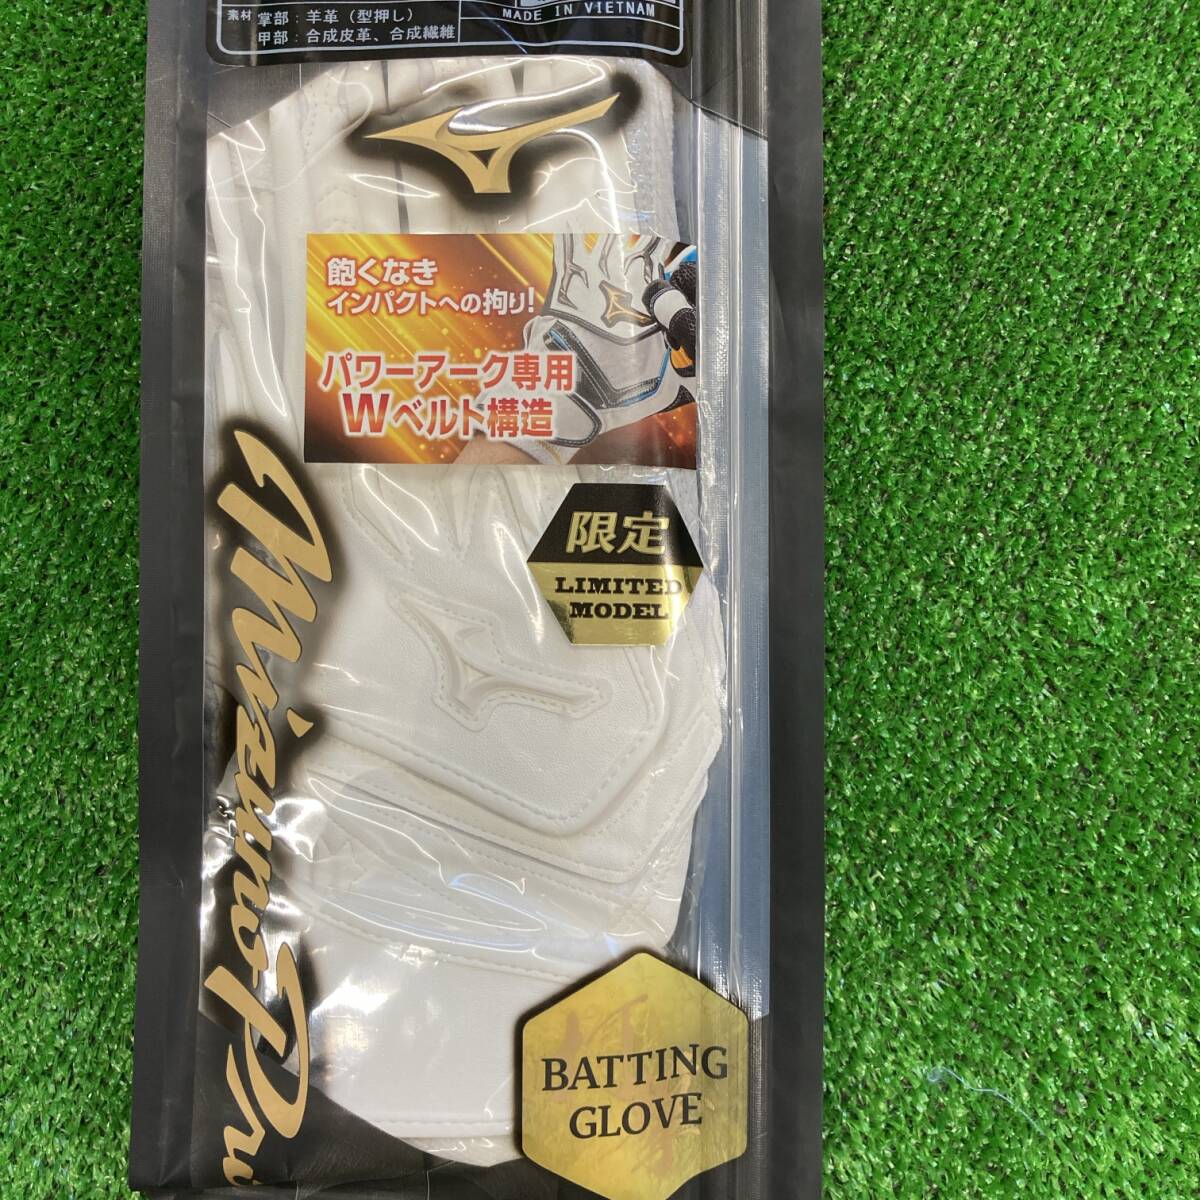 素材 掌部：羊革（型押し）
甲部：合成皮革、合成繊維
MADE IN VIETNAM
飽くなき
インパクトへの拘り!
パワーアーク専用
Wベルト構造
限定
LIMITED
MODEL
MizunoPro
BATTING
GLOVE